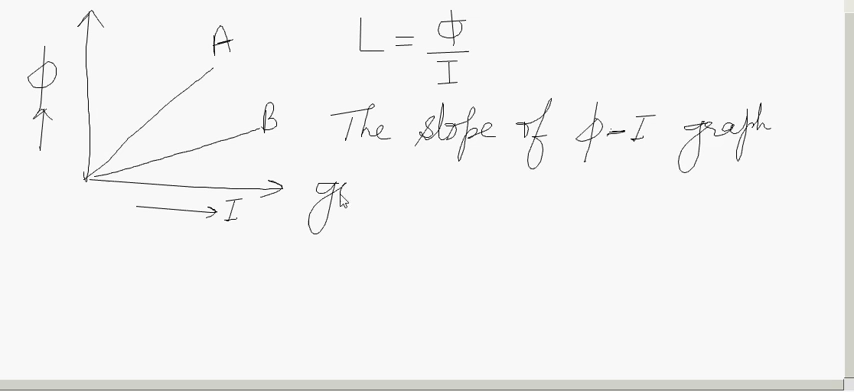 A
L = Φ/I
Φ
B
The slope of φ-I graph
I